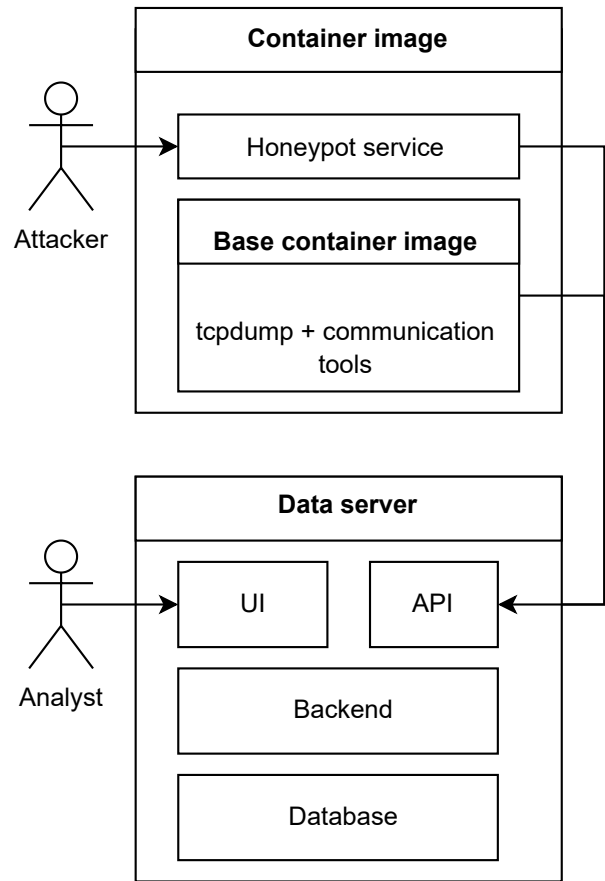 Container image
Honeypot service
Attacker
Base container image
tcpdump + communication
tools
Data server
UI
API
Analyst
Backend
Database